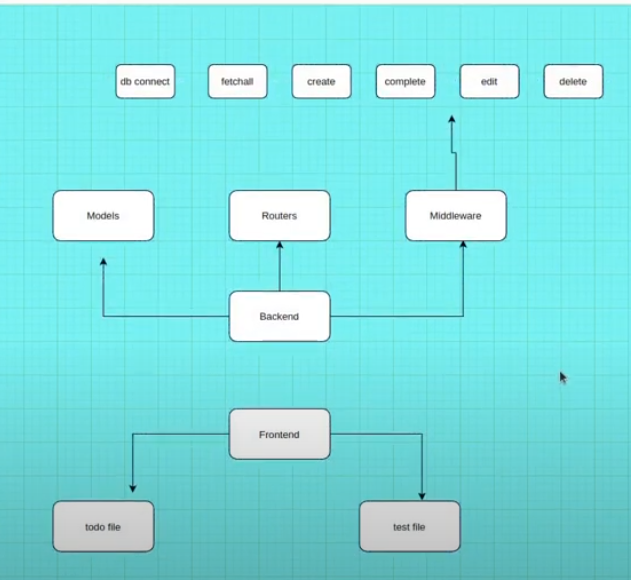 db connect
fetchall
create
complete
edit
delete
Models
Routers
Middleware
Backend
Frontend
todo file
test file